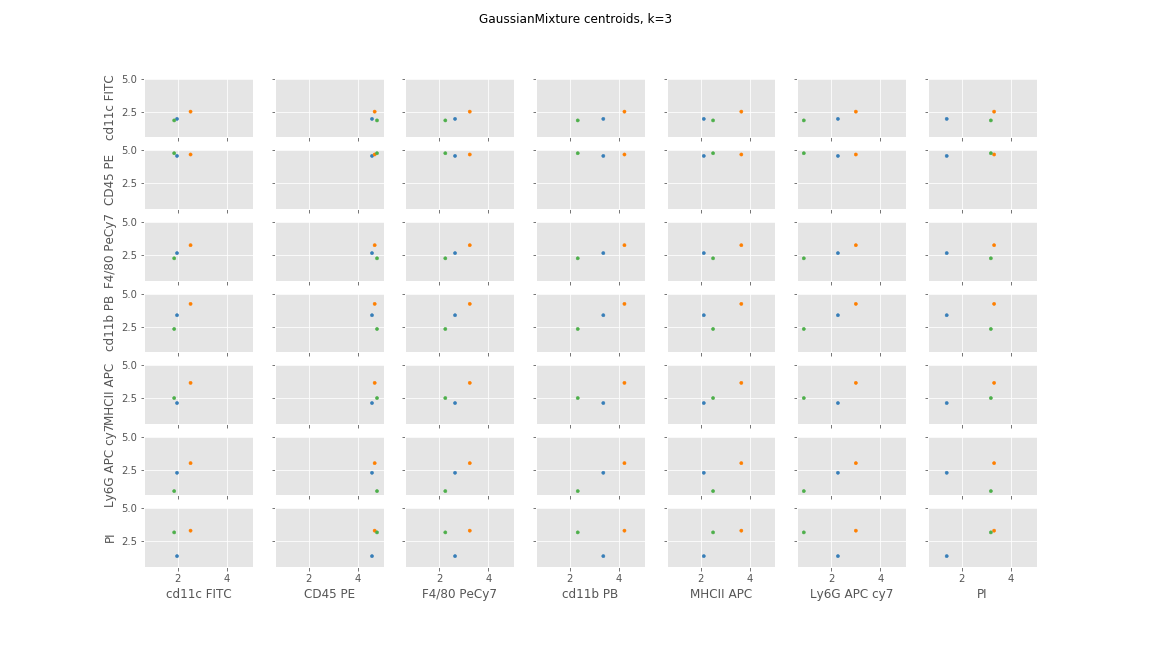 GaussianMixture centroids, k=3
cd11c FITC
5.0
2.5
CD45 PE
5.0
2.5
F4/80 PeCy7
5.0
2.5
cd11b PB
5.0
2.5
MHCII APC
5.0
2.5
Ly6G APC cy7
5.0
2.5
PI
5.0
2.5
2 4 2 4 2 4 2 4 2 4 2 4 2 4
cd11c FITC CD45 PE F4/80 PeCy7 cd11b PB MHCII APC Ly6G APC cy7 PI